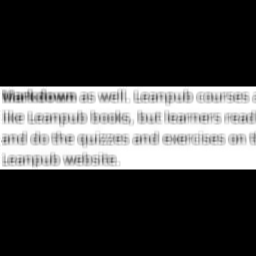 Markdown as well. Leanpub courses
like Leanpub books, but learners read
and do the quizzes and exercises on
Leanpub website.